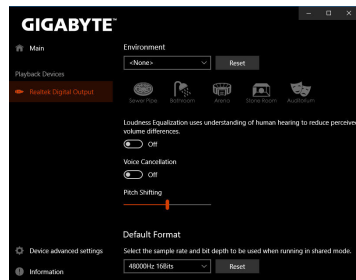 GIGABYTE™
Main
Playback Devices
Realtek Digital Output
Device advanced settings
Information
Environment
<None>
Reset
Sewer Pipe
Bathroom
Arena
Stone Room
Auditorium
Loudness Equalization uses understanding of human hearing to reduce perceived
volume differences.
Off
Voice Cancellation
Off
Pitch Shifting
Default Format
Select the sample rate and bit depth to be used when running in shared mode.
48000Hz 16Bits
Reset